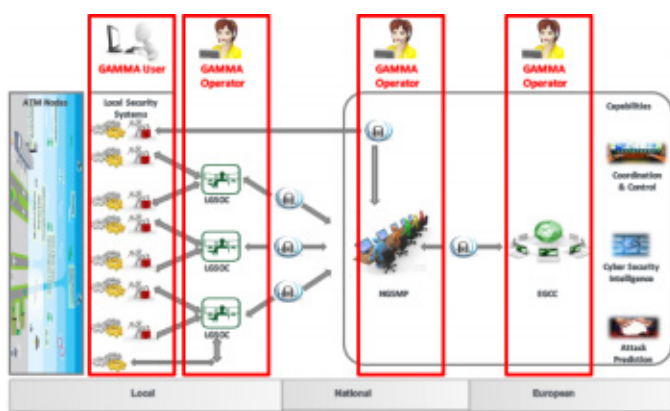 GAMMA User
GAMMA
Operator
GAMMA
Operator
GAMMA
Operator
ATM Nodes
Local Security
Systems
Capabilities
LGSOC
LGSOC
LGSOC
NGSMP
EGCC
Coordination
& Control
Cyber Security
Intelligence
Attack
Prediction
Local
National
European